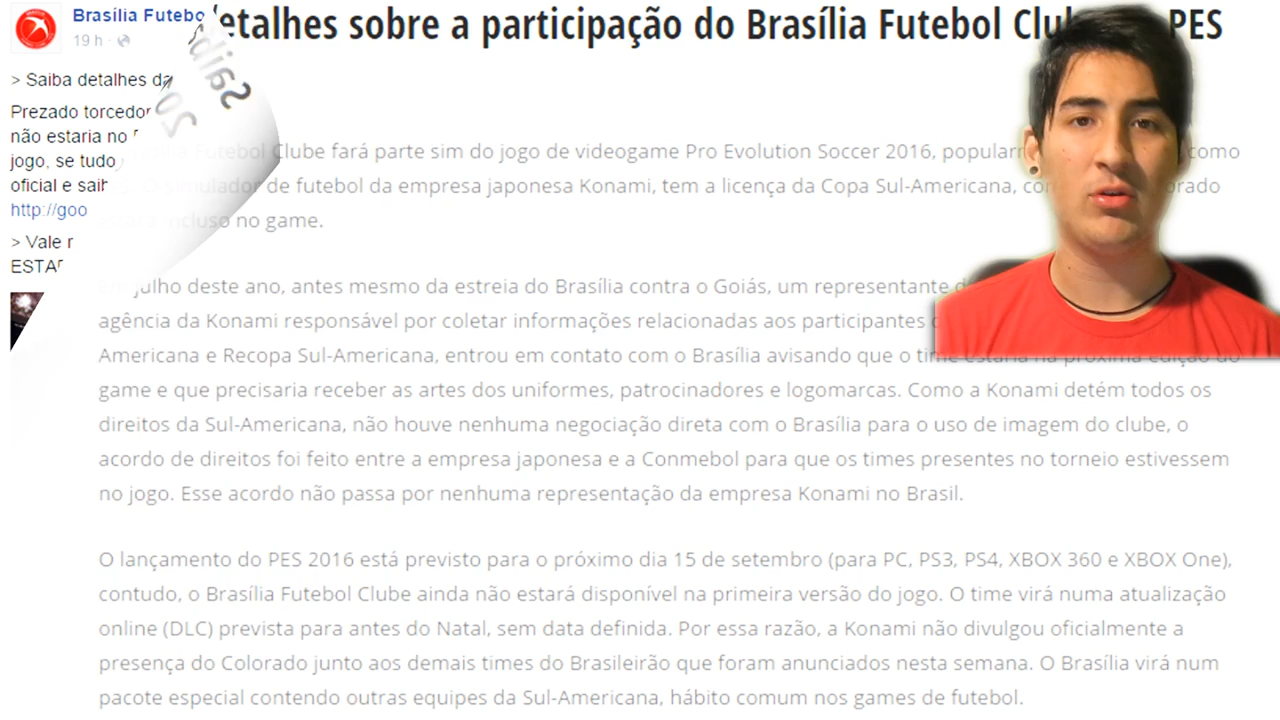 Brasília Futebo
19 h
> Saiba detalhes da
Prezado torcedor
não estaria no
jogo, se tudo
oficial e saib
http://goo
> Vale r
ESTA
Saib
20
etalhes sobre a participação do Brasília Futebol Clu PES
Futebol Clube fará parte sim do jogo de videogame Pro Evolution Soccer 2016, popularm como
O simulador de futebol da empresa japonesa Konami, tem a licença da Copa Sul-Americana, co orado
incluso no game.
Em julho deste ano, antes mesmo da estreia do Brasília contra o Goiás, um representante d
agência da Konami responsável por coletar informações relacionadas aos participantes
Americana e Recopa Sul-Americana, entrou em contato com o Brasília avisando que o time estaria na próxima edição do
game e que precisaria receber as artes dos uniformes, patrocinadores e logomarcas. Como a Konami detém todos os
direitos da Sul-Americana, não houve nenhuma negociação direta com o Brasília para o uso de imagem do clube, o
acordo de direitos foi feito entre a empresa japonesa e a Conmebol para que os times presentes no torneio estivessem
no jogo. Esse acordo não passa por nenhuma representação da empresa Konami no Brasil.
O lançamento do PES 2016 está previsto para o próximo dia 15 de setembro (para PC, PS3, PS4, XBOX 360 e XBOX One),
contudo, o Brasília Futebol Clube ainda não estará disponível na primeira versão do jogo. O time virá numa atualização
online (DLC) prevista para antes do Natal, sem data definida. Por essa razão, a Konami não divulgou oficialmente a
presença do Colorado junto aos demais times do Brasileirão que foram anunciados nesta semana. O Brasília virá num
pacote especial contendo outras equipes da Sul-Americana, hábito comum nos games de futebol.